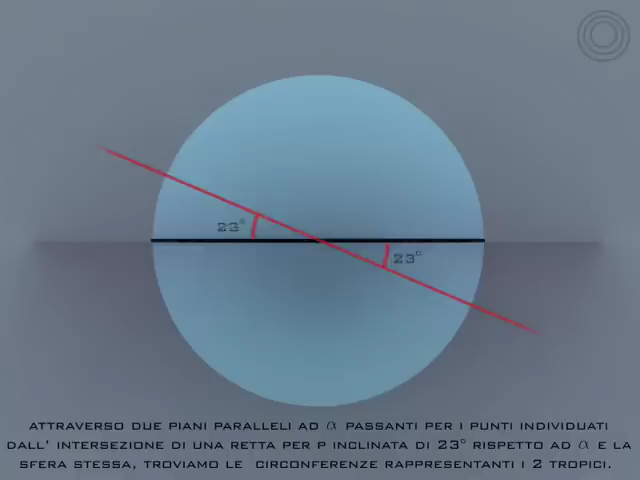 23°
23°
ATTRAVERSO DUE PIANI PARALLELI AD α PASSANTI PER I PUNTI INDIVIDUATI
DALL' INTERSEZIONE DI UNA RETTA PER P INCLINATA DI 23° RISPETTO AD α E LA
SFERA STESSA, TROVIAMO LE CIRCONFERENZE RAPPRESENTANTI I 2 TROPICI.